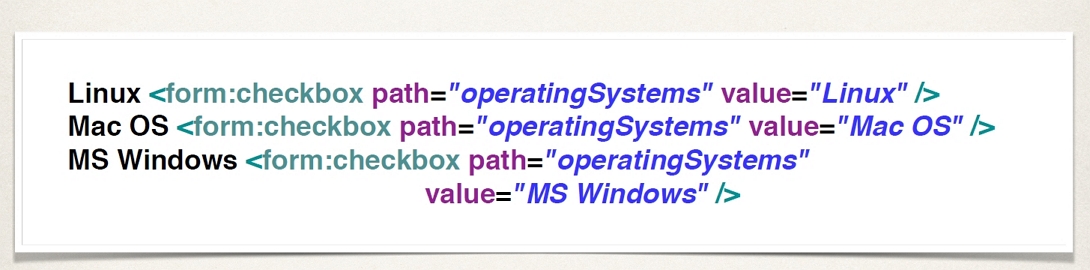 Linux <form:checkbox path="operatingSystems" value="Linux" />
Mac OS <form:checkbox path="operatingSystems" value="Mac OS" />
MS Windows <form:checkbox path="operatingSystems"
value="MS Windows" />